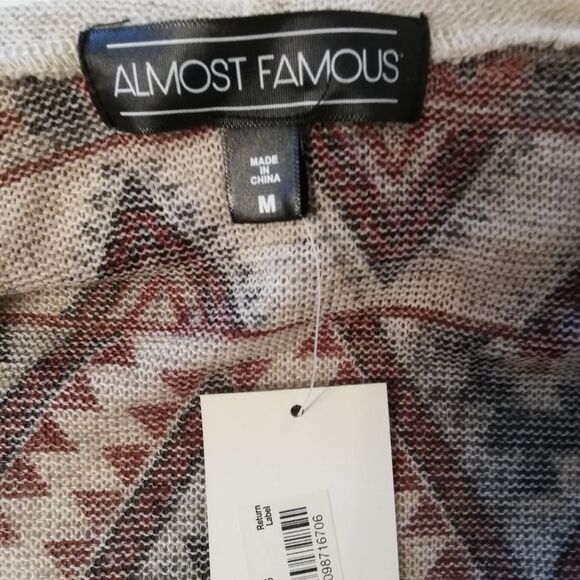 ALMOST FAMOUS
MADE
IN
CHINA
M
Return
Label
098716706